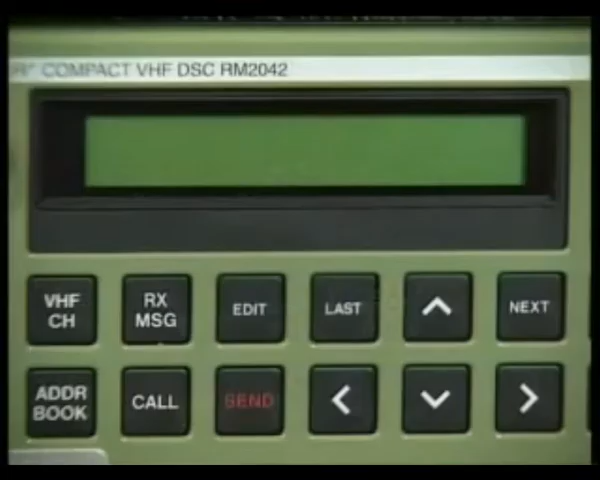 COMPACT VHF DSC RM2042
VHF CH
RX MSG
EDIT
LAST
NEXT
ADDR BOOK
CALL
SEND